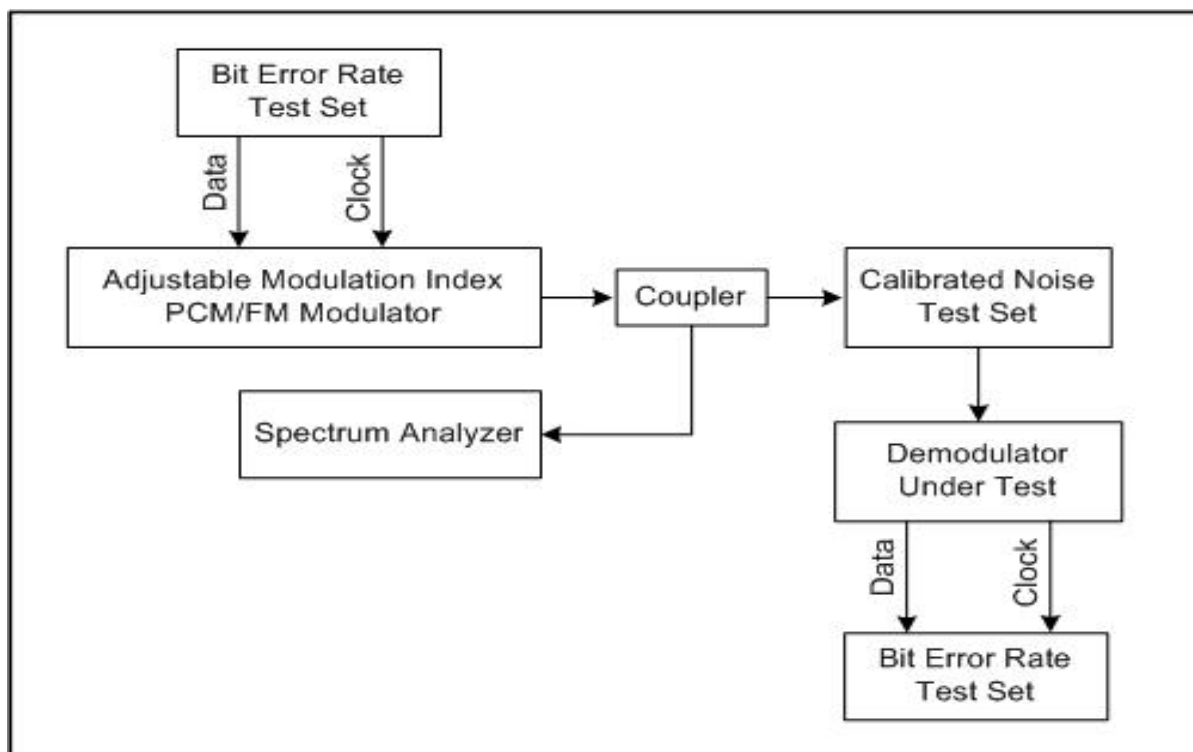 Bit Error Rate
Test Set
Data
Clock
Adjustable Modulation Index
PCM/FM Modulator
Coupler
Calibrated Noise
Test Set
Spectrum Analyzer
Demodulator
Under Test
Data
Clock
Bit Error Rate
Test Set